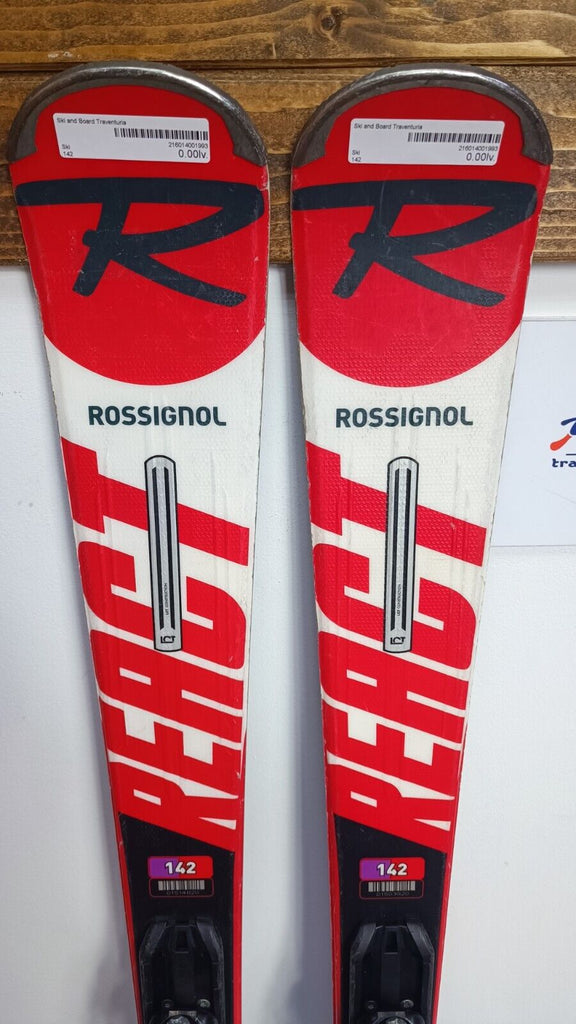 Ski and Board Traventuria
216014001993
Ski
142
0.00lv.
R
ROSSIGNOL
LCT
REACT
142
Ski and Board Traventuria
216014001993
Ski
142
0.00lv.
R
ROSSIGNOL
LCT
REACT
142
tra